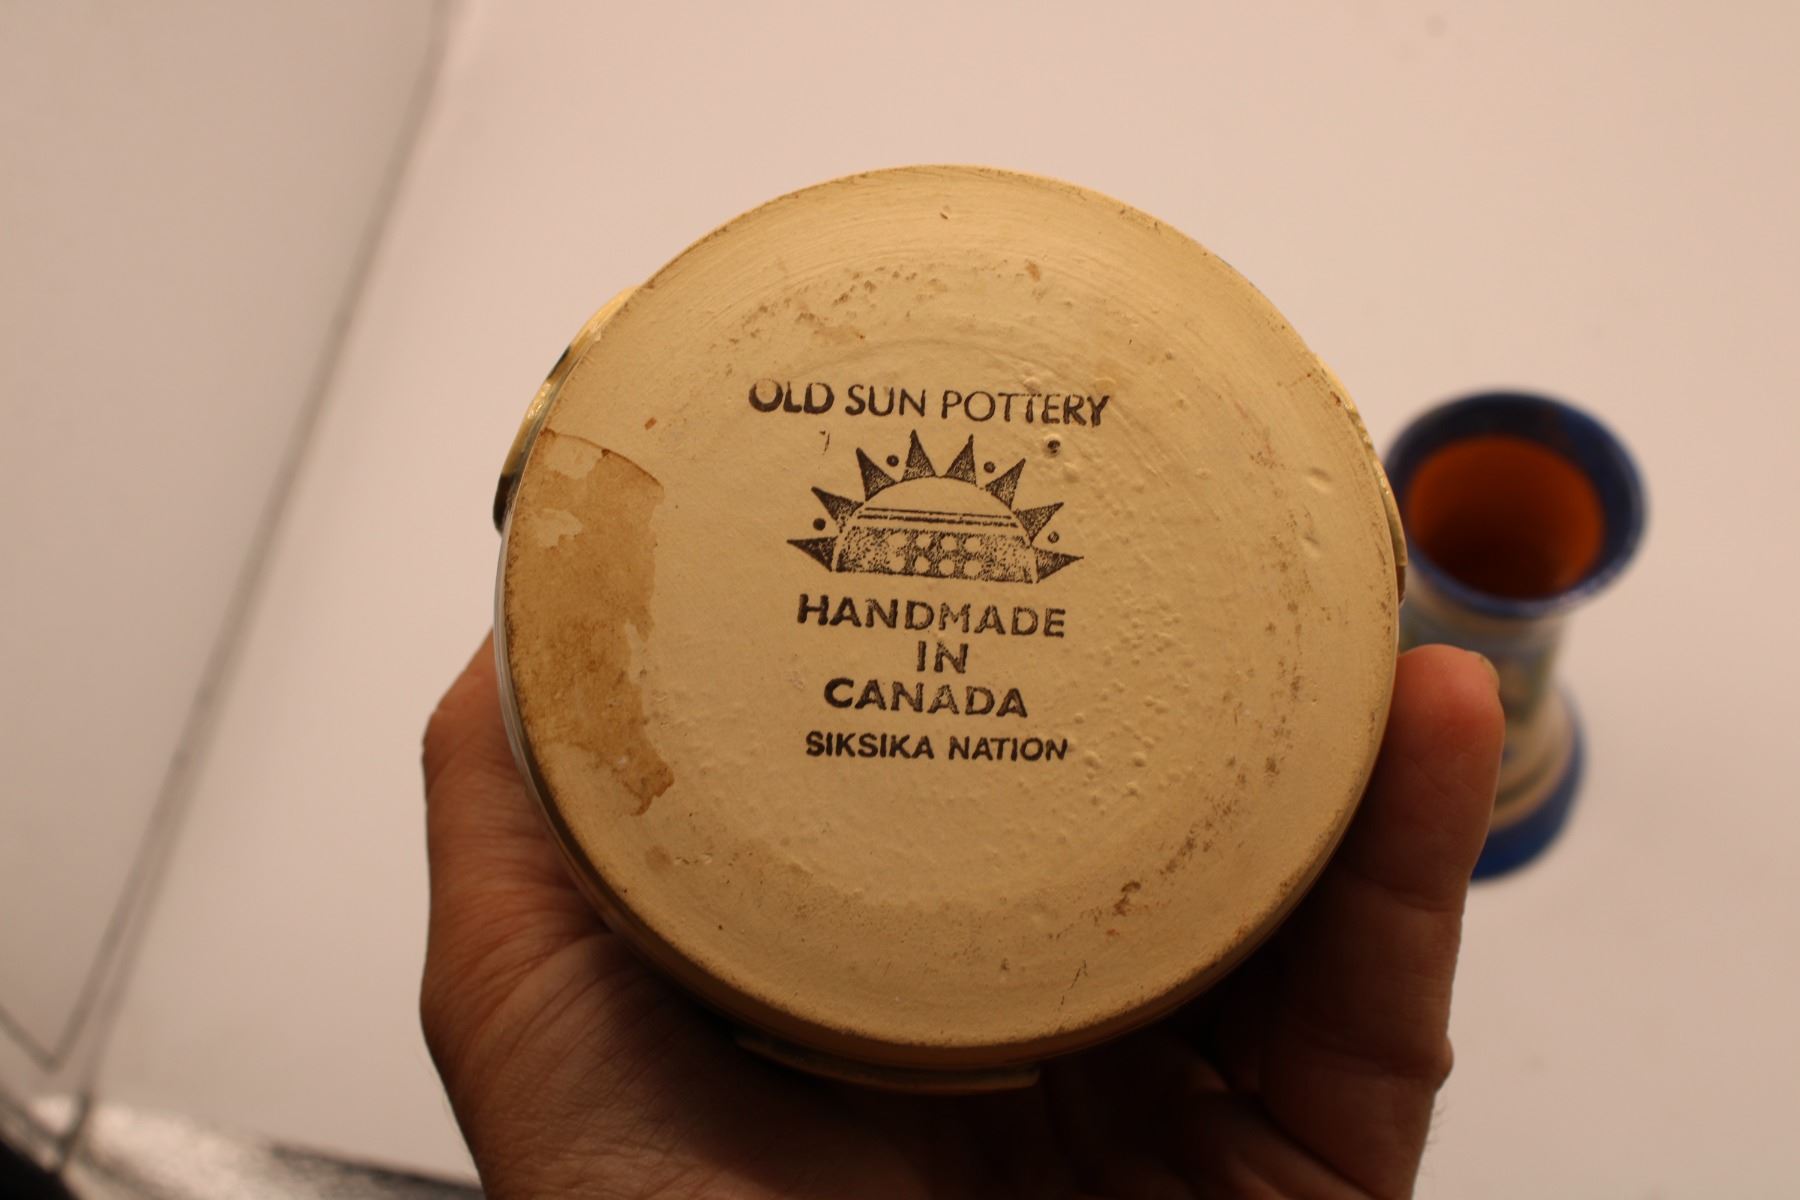 OLD SUN POTTERY
HANDMADE
IN
CANADA
SIKSIKA NATION